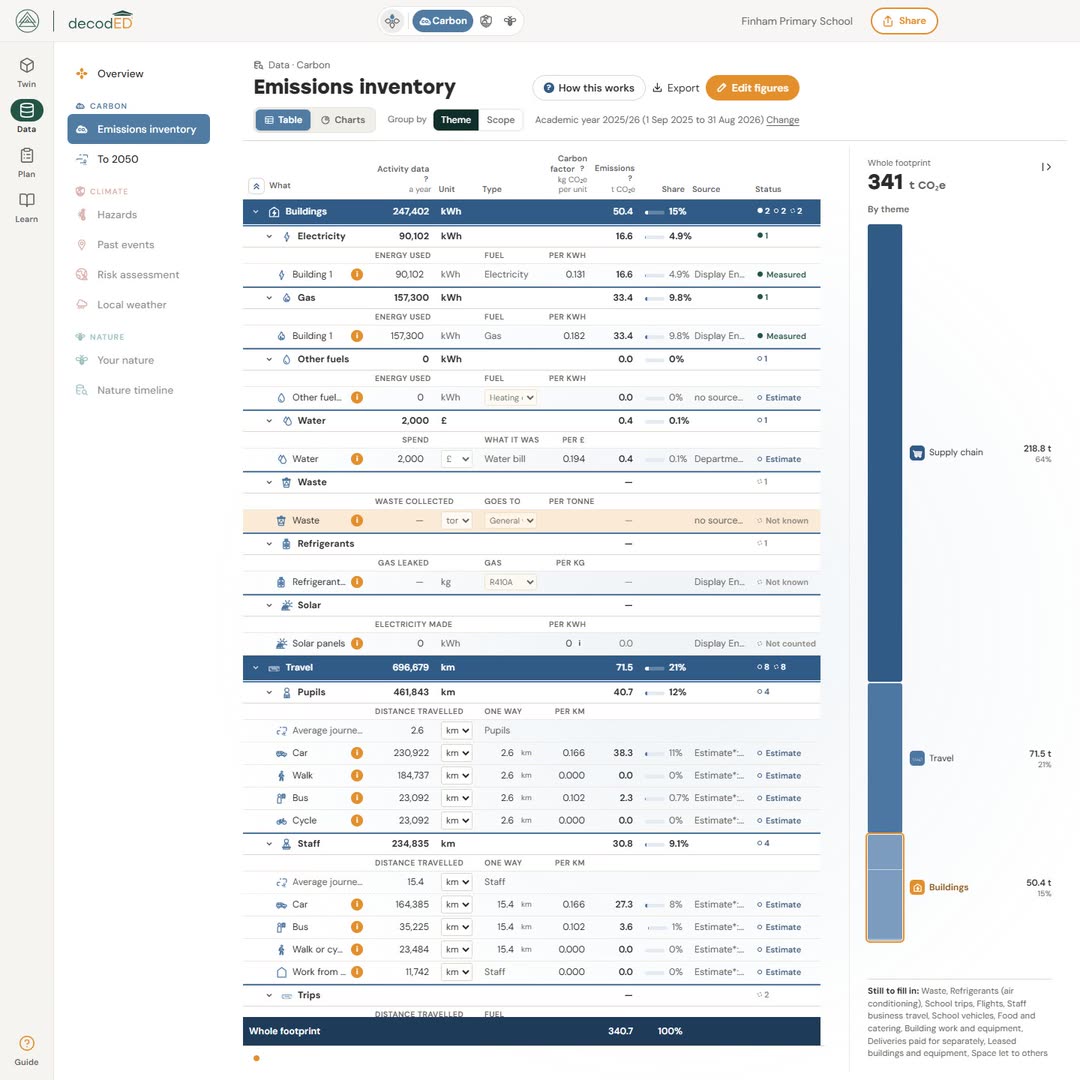 decodED
Carbon
Finham Primary School
Share
Twin
Data
Plan
Learn
Guide
Overview
CARBON
Emissions inventory
To 2050
CLIMATE
Hazards
Past events
Risk assessment
Local weather
NATURE
Your nature
Nature timeline
Data · Carbon
Emissions inventory
? How this works
Export
Edit figures
Table Charts
Group by Theme Scope
Academic year 2025/26 (1 Sep 2025 to 31 Aug 2026) Change
What
Activity data ? a year
Unit
Type
Carbon factor ? kg CO₂e per unit
Emissions ? t CO₂e
Share
Source
Status
Buildings 247,402 kWh 50.4 15% 2 2 2
Electricity 90,102 kWh 16.6 4.9% 1
ENERGY USED FUEL PER KWH
Building 1 i 90,102 kWh Electricity 0.131 16.6 4.9% Display En... Measured
Gas 157,300 kWh 33.4 9.8% 1
ENERGY USED FUEL PER KWH
Building 1 i 157,300 kWh Gas 0.182 33.4 9.8% Display En... Measured
Other fuels 0 kWh 0.0 0% 1
ENERGY USED FUEL PER KWH
Other fuel... i 0 kWh Heating 0.0 0% no source... Estimate
Water 2,000 £ 0.4 0.1% 1
SPEND WHAT IT WAS PER £
Water 2,000 £ Water bill 0.194 0.4 0.1% Departme... Estimate
Waste — 1
WASTE COLLECTED GOES TO PER TONNE
Waste i — tor General — no source... Not known
Refrigerants — 1
GAS LEAKED GAS PER KG
Refrigerant... i — kg R410A — Display En... Not known
Solar —
ELECTRICITY MADE PER KWH
Solar panels i 0 kWh 0 i 0.0 Display En... Not counted
Travel 696,679 km 71.5 21% 8 8
Pupils 461,843 km 40.7 12% 4
DISTANCE TRAVELLED ONE WAY PER KM
Average journe... 2.6 km Pupils
Car i 230,922 km 2.6 km 0.166 38.3 11% Estimate*:... Estimate
Walk i 184,737 km 2.6 km 0.000 0.0 0% Estimate*:... Estimate
Bus i 23,092 km 2.6 km 0.102 2.3 0.7% Estimate*:... Estimate
Cycle i 23,092 km 2.6 km 0.000 0.0 0% Estimate*:... Estimate
Staff 234,835 km 30.8 9.1% 4
DISTANCE TRAVELLED ONE WAY PER KM
Average journe... 15.4 km Staff
Car i 164,385 km 15.4 km 0.166 27.3 8% Estimate*:... Estimate
Bus i 35,225 km 15.4 km 0.102 3.6 1% Estimate*:... Estimate
Walk or cy... i 23,484 km 15.4 km 0.000 0.0 0% Estimate*:... Estimate
Work from ... i 11,742 km Staff 0.000 0.0 0% Estimate*:... Estimate
Trips — 2
DISTANCE TRAVELLED FUEL
Whole footprint 340.7 100%
Whole footprint
341 t CO₂e
By theme
Supply chain 218.8 t
64%
Travel 71.5 t
21%
Buildings 50.4 t
15%
Still to fill in: Waste, Refrigerants (air
conditioning), School trips, Flights, Staff
business travel, School vehicles, Food and
catering, Building work and equipment,
Deliveries paid for separately, Leased
buildings and equipment, Space let to others